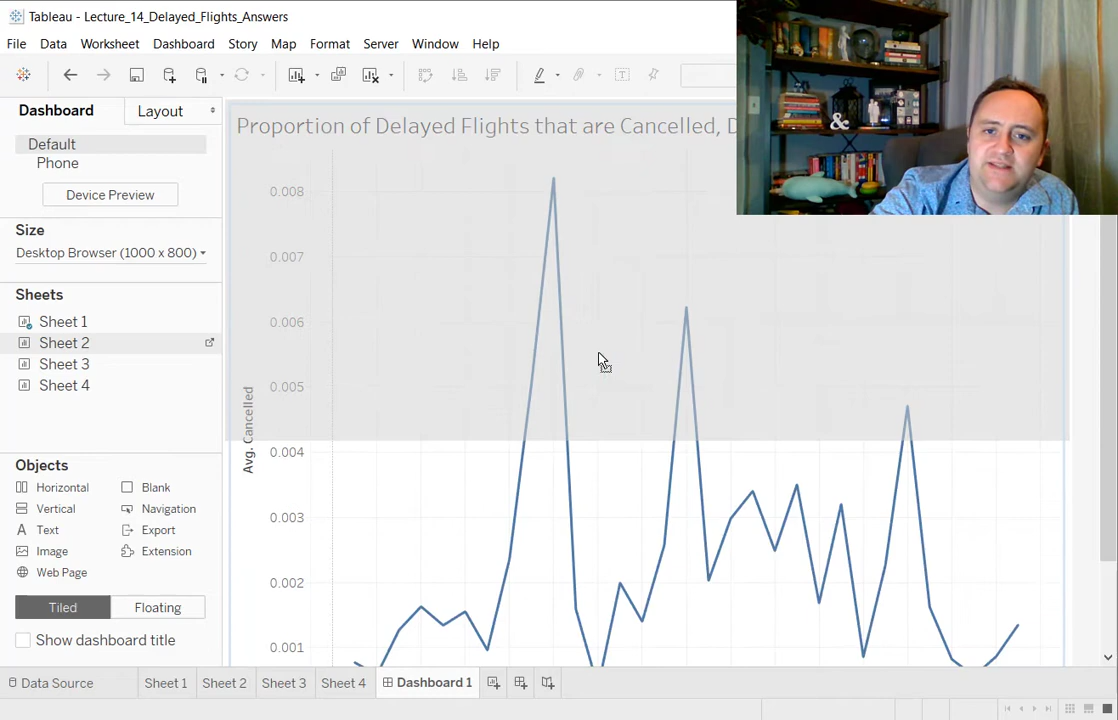 Tableau - Lecture_14_Delayed_Flights_Answers
File Data Worksheet Dashboard Story Map Format Server Window Help
Dashboard Layout
Default
Phone
Device Preview
Size
Desktop Browser (1000 x 800)
Sheets
Sheet 1
Sheet 2
Sheet 3
Sheet 4
Objects
Horizontal Blank
Vertical Navigation
Text Export
Image Extension
Web Page
Tiled Floating
Show dashboard title
Proportion of Delayed Flights that are Cancelled, D
&
0.008
0.007
0.006
0.005
0.004
0.003
0.002
0.001
Avg. Cancelled
Data Source Sheet 1 Sheet 2 Sheet 3 Sheet 4 Dashboard 1